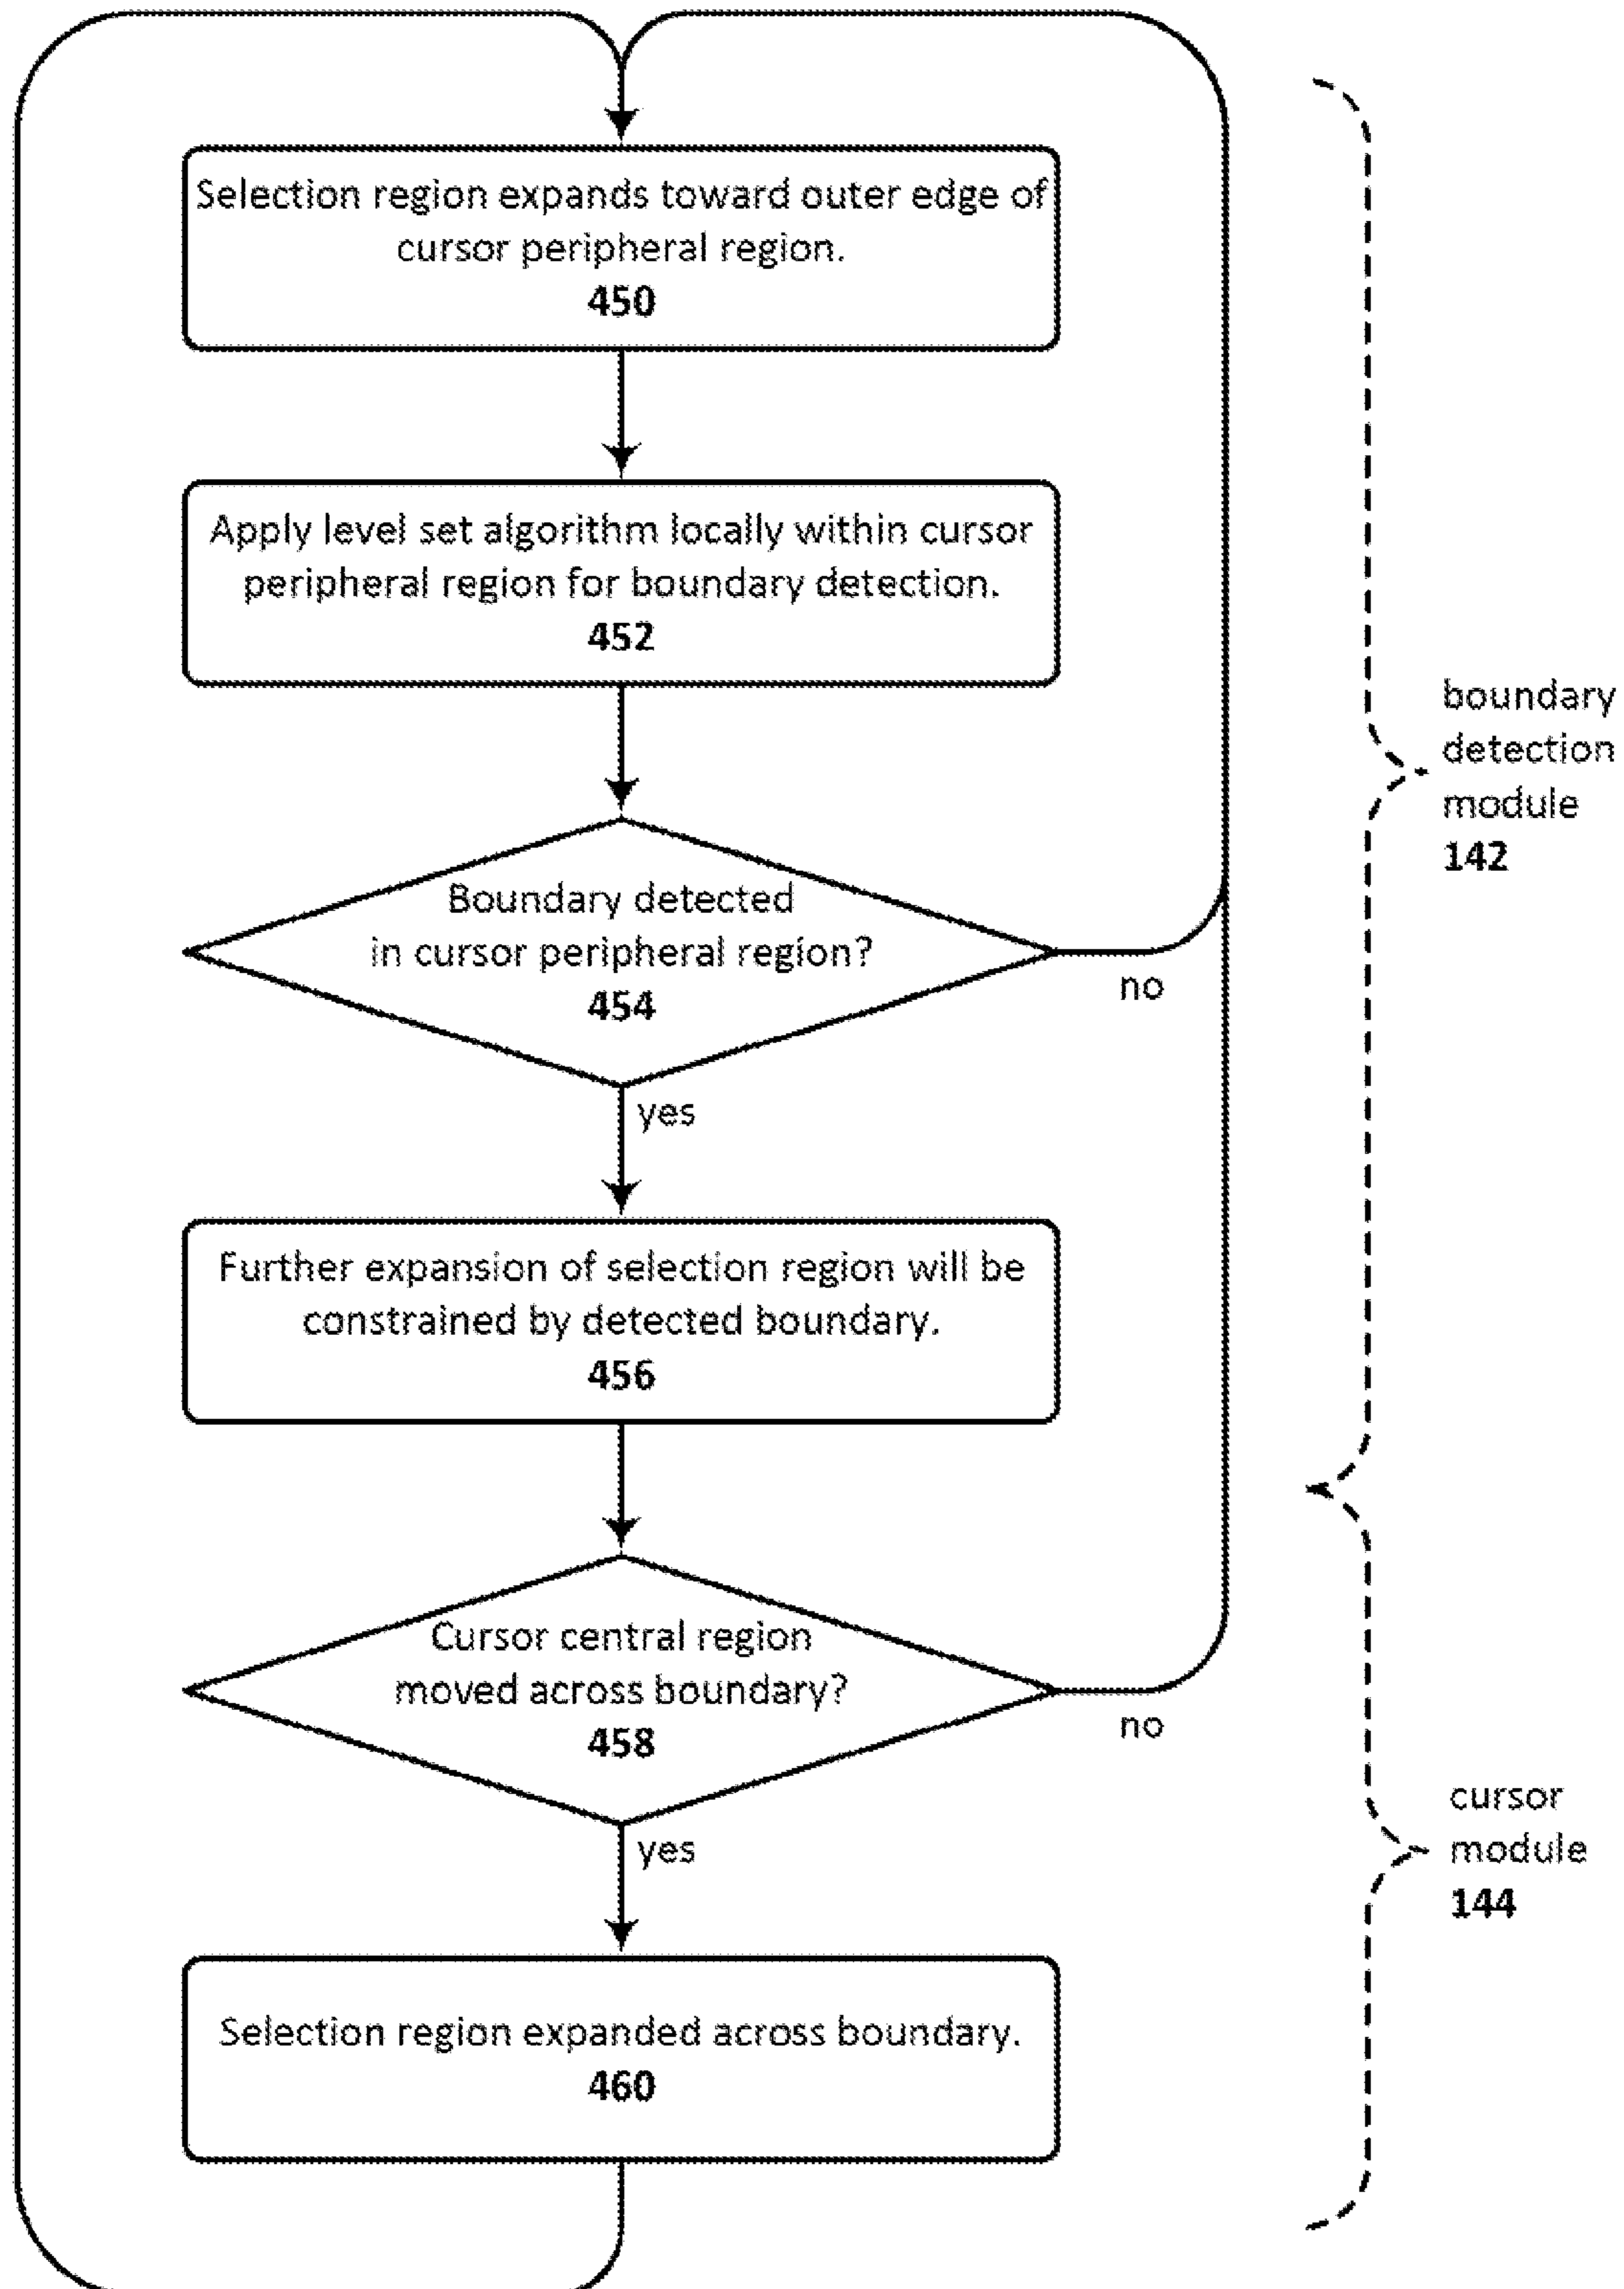 Selection region expands toward outer edge of
cursor peripheral region.
450
Apply level set algorithm locally within cursor
peripheral region for boundary detection.
452
boundary
detection
module
142
Boundary detected
in cursor peripheral region?
454
no
yes
Further expansion of selection region will be
constrained by detected boundary.
456
Cursor central region
moved across boundary?
458
no
yes
cursor
module
144
Selection region expanded across boundary.
460